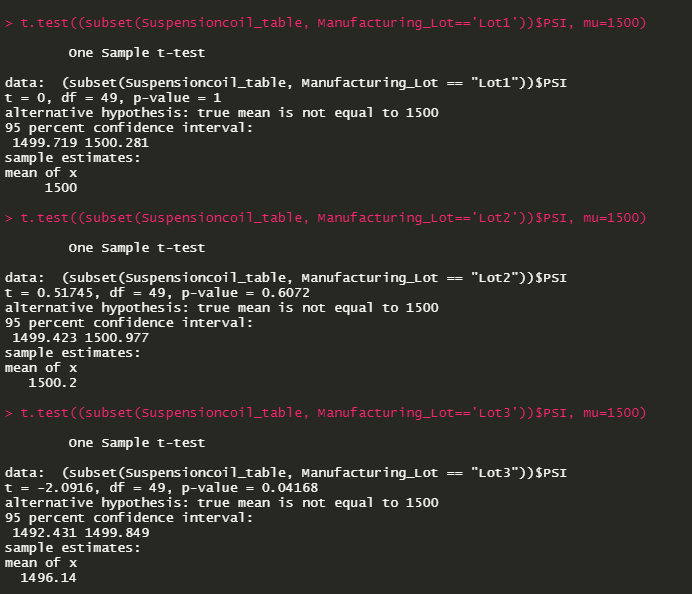 > t.test((subset(Suspensioncoil_table, Manufacturing_Lot=='Lot1'))$PSI, mu=1500)
One Sample t-test
data:  (subset(Suspensioncoil_table, Manufacturing_Lot == "Lot1"))$PSI
t = 0, df = 49, p-value = 1
alternative hypothesis: true mean is not equal to 1500
95 percent confidence interval:
1499.719 1500.281
sample estimates:
mean of x
1500
> t.test((subset(Suspensioncoil_table, Manufacturing_Lot=='Lot2'))$PSI, mu=1500)
One Sample t-test
data:  (subset(Suspensioncoil_table, Manufacturing_Lot == "Lot2"))$PSI
t = 0.51745, df = 49, p-value = 0.6072
alternative hypothesis: true mean is not equal to 1500
95 percent confidence interval:
1499.423 1500.977
sample estimates:
mean of x
1500.2
> t.test((subset(Suspensioncoil_table, Manufacturing_Lot=='Lot3'))$PSI, mu=1500)
One Sample t-test
data:  (subset(Suspensioncoil_table, Manufacturing_Lot == "Lot3"))$PSI
t = -2.0916, df = 49, p-value = 0.04168
alternative hypothesis: true mean is not equal to 1500
95 percent confidence interval:
1492.431 1499.849
sample estimates:
mean of x
1496.14